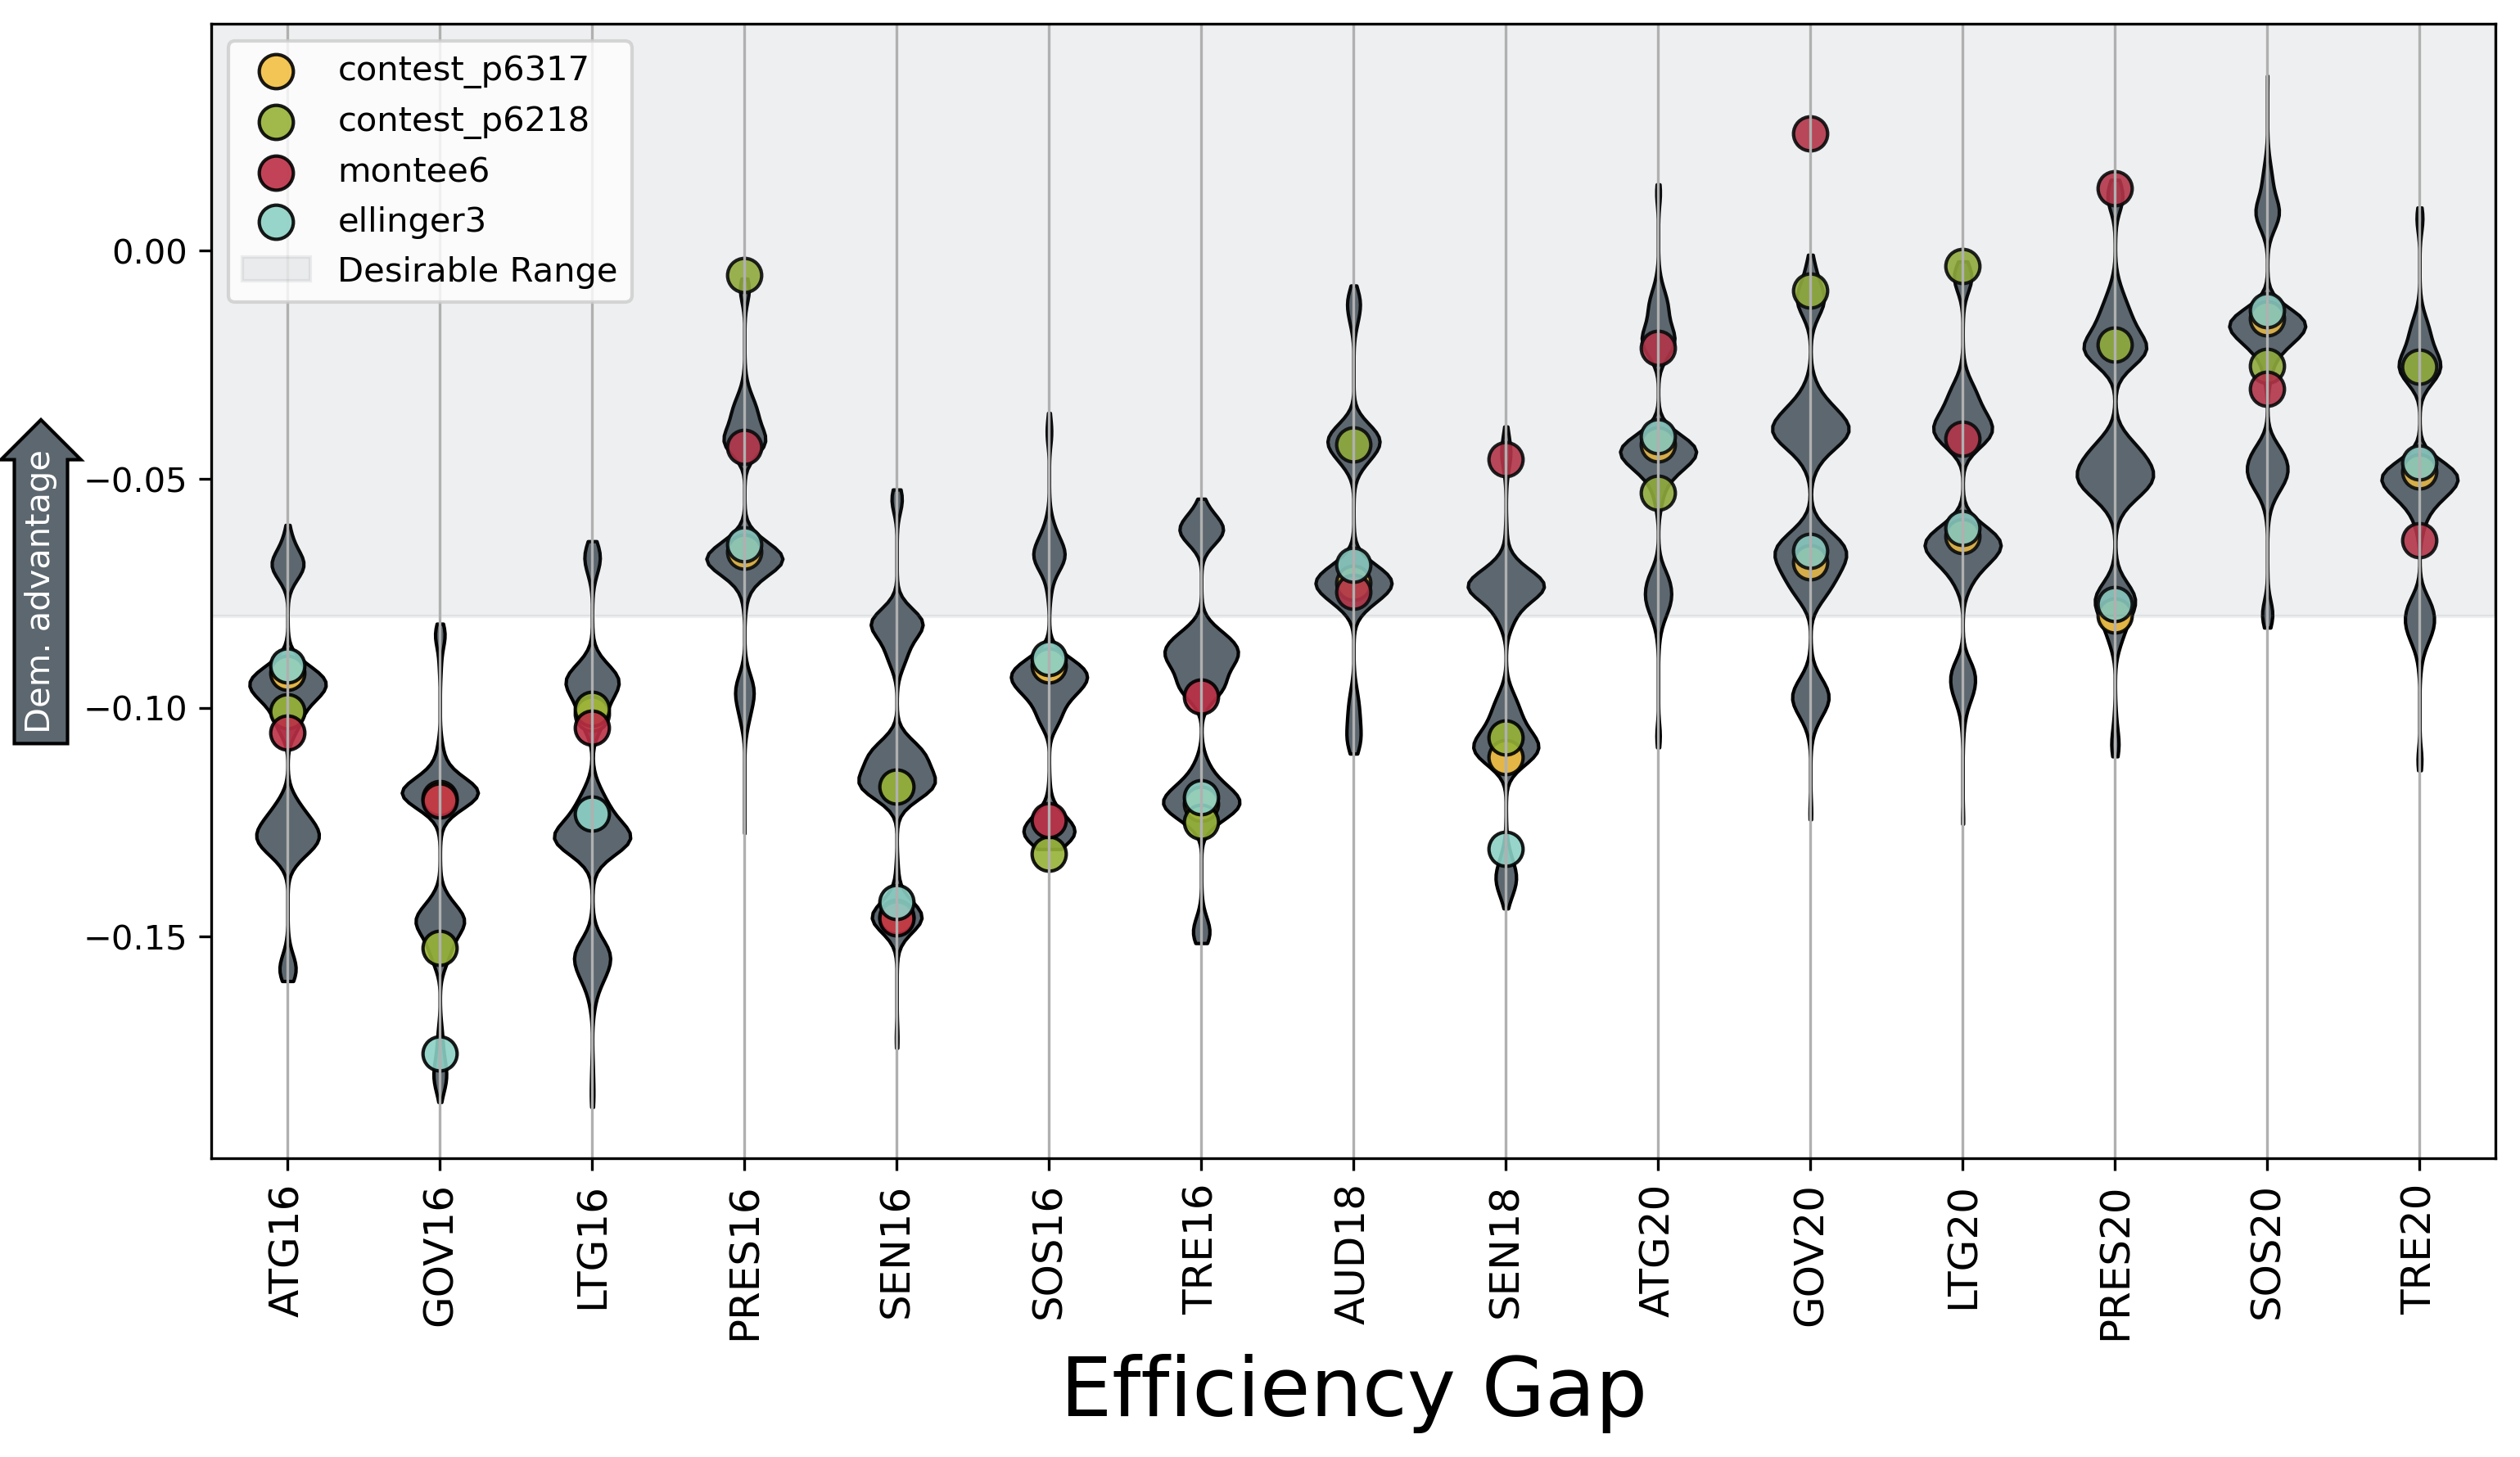 contest_p6317
contest_p6218
montee6
ellinger3
Desirable Range
Dem. advantage
0.00
−0.05
−0.10
−0.15
ATG16
GOV16
LTG16
PRES16
SEN16
SOS16
TRE16
AUD18
SEN18
ATG20
GOV20
LTG20
PRES20
SOS20
TRE20
Efficiency Gap